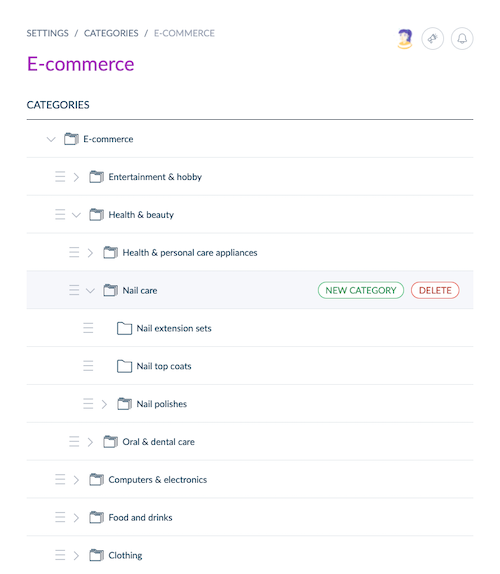 SETTINGS / CATEGORIES / E-COMMERCE
E-commerce
CATEGORIES
E-commerce
Entertainment & hobby
Health & beauty
Health & personal care appliances
Nail care NEW CATEGORY DELETE
Nail extension sets
Nail top coats
Nail polishes
Oral & dental care
Computers & electronics
Food and drinks
Clothing